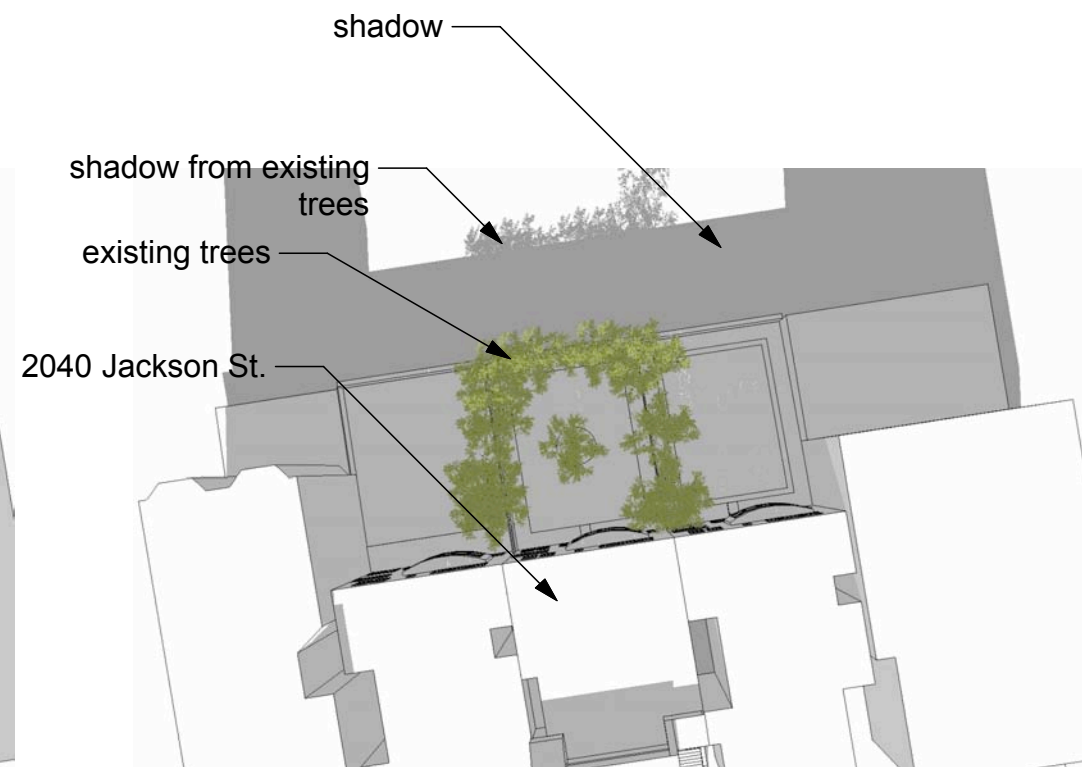 shadow
shadow from existing
trees
existing trees
2040 Jackson St.